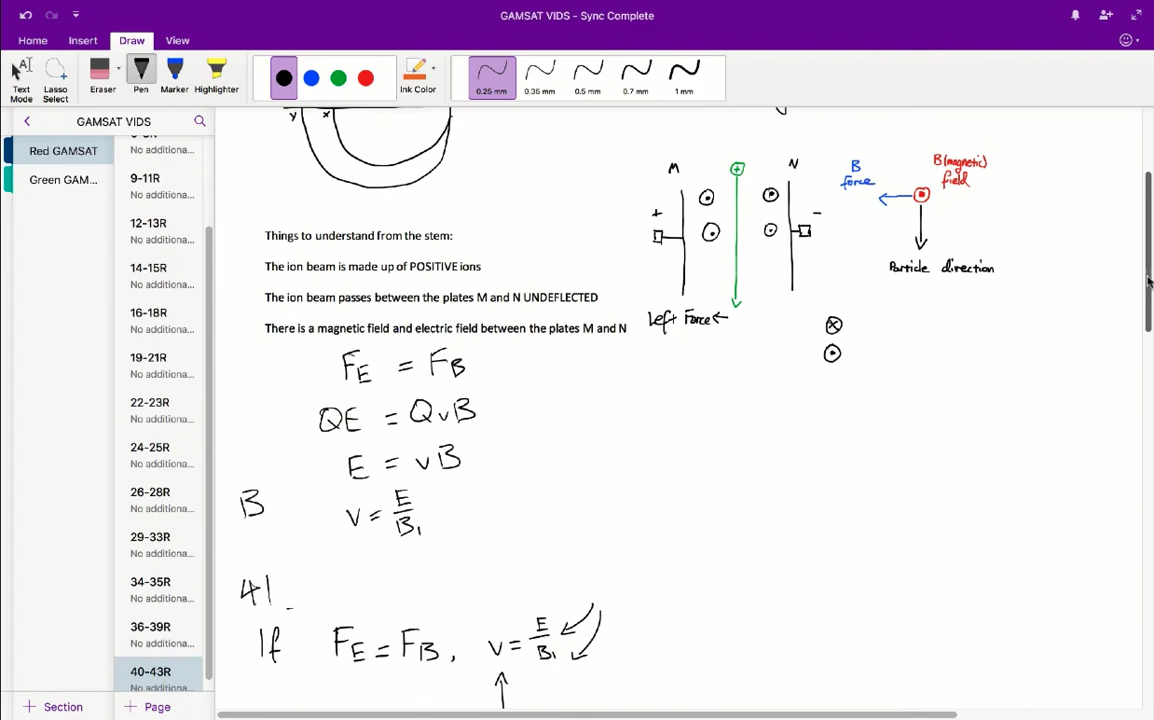 GAMSAT VIDS - Sync Complete
Home Insert Draw View
Text Mode
Lasso Select
Eraser
Pen
Marker
Highlighter
Ink Color
0.25 mm
0.35 mm
0.5 mm
0.7 mm
1 mm
GAMSAT VIDS
Red GAMSAT
Green GAM...
No additiona...
9-11R
No additiona...
12-13R
No additiona...
14-15R
No additiona...
16-18R
No additiona...
19-21R
No additiona...
22-23R
No additiona...
24-25R
No additiona...
26-28R
No additiona...
29-33R
No additiona...
34-35R
No additiona...
36-39R
No additiona...
40-43R
No additiona...
+ Section
+ Page
y x
M + N
+ -
Left Force ←
B force
B (magnetic) field
Particle direction
Things to understand from the stem:
The ion beam is made up of POSITIVE ions
The ion beam passes between the plates M and N UNDEFLECTED
There is a magnetic field and electric field between the plates M and N
F_E = F_B
QE = QvB
E = vB
B v = E/B₁
41
If F_E = F_B, v = E/B₁